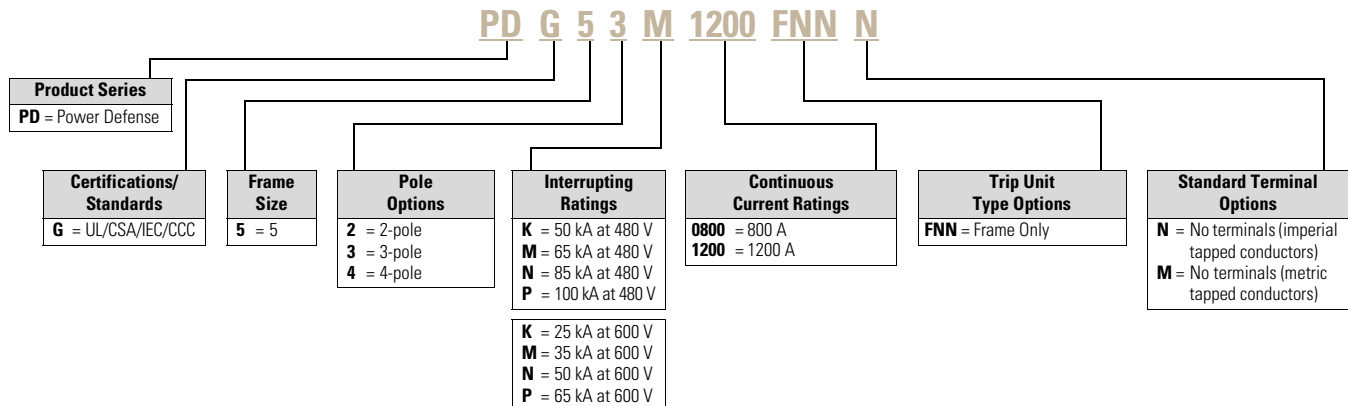 PD G 5 3 M 1200 FNN N
Product Series
PD = Power Defense
Certifications/
Standards
G = UL/CSA/IEC/CCC
Frame
Size
5 = 5
Pole
Options
2 = 2-pole
3 = 3-pole
4 = 4-pole
Interrupting
Ratings
K = 50 kA at 480 V
M = 65 kA at 480 V
N = 85 kA at 480 V
P = 100 kA at 480 V
K = 25 kA at 600 V
M = 35 kA at 600 V
N = 50 kA at 600 V
P = 65 kA at 600 V
Continuous
Current Ratings
0800 = 800 A
1200 = 1200 A
Trip Unit
Type Options
FNN = Frame Only
Standard Terminal
Options
N = No terminals (imperial
tapped conductors)
M = No terminals (metric
tapped conductors)